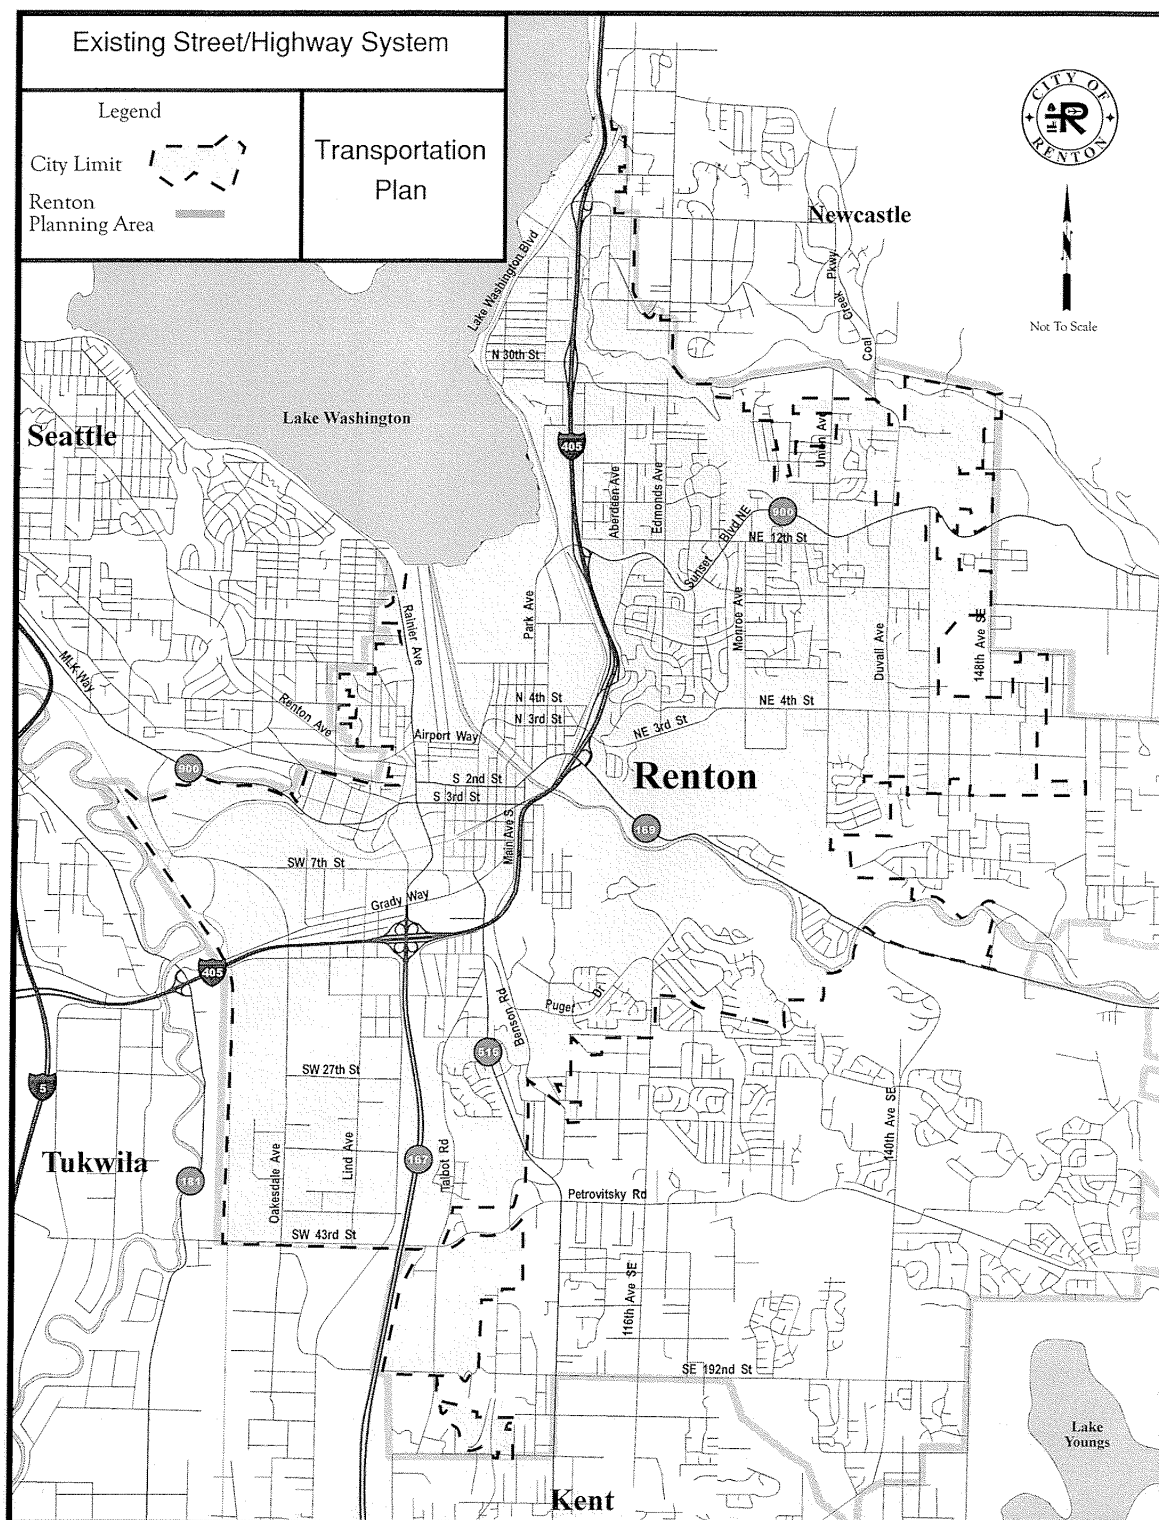 Existing Street/Highway System
Legend
City Limit
Renton
Planning Area
Transportation
Plan
CITY OF
R
RENTON
N
Not To Scale
Newcastle
Lake Washington Blvd
Coal
Creek
Pkwy
N 30th St
Lake Washington
Seattle
405
Union Ave
Aberdeen Ave
Edmonds Ave
900
Sunset
Blvd NE
NE 12th St
Rainier Ave
Park Ave
Monroe Ave
Duvall Ave
148th Ave SE
MLK Way
Renton Ave
N 4th St
N 3rd St
NE 4th St
NE 3rd St
Airport Way
900
S 2nd St
S 3rd St
Renton
169
Main Ave S
SW 7th St
Grady Way
405
Benson Rd
Puget
Dr
515
SW 27th St
5
140th Ave SE
Tukwila
181
167
Oakesdale Ave
Lind Ave
Talbot Rd
Petrovitsky Rd
SW 43rd St
116th Ave SE
SE 192nd St
Lake
Youngs
Kent